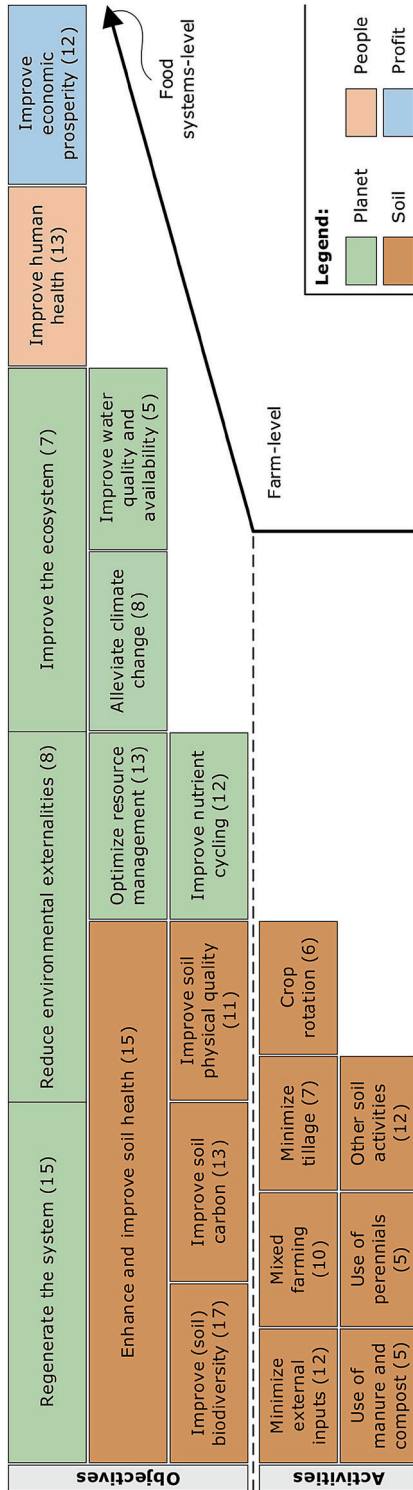 Objectives
Regenerate the system (15)
Reduce environmental externalities (8)
Improve the ecosystem (7)
Improve human
health (13)
Improve
economic
prosperity (12)
Enhance and improve soil health (15)
Optimize resource
management (13)
Alleviate climate
change (8)
Improve water
quality and
availability (5)
Improve (soil)
biodiversity (17)
Improve soil
carbon (13)
Improve soil
physical quality
(11)
Improve nutrient
cycling (12)
Food
systems-level
Farm-level
Activities
Minimize
external
inputs (12)
Mixed
farming
(10)
Minimize
tillage (7)
Crop
rotation (6)
Use of
manure and
compost (5)
Use of
perennials
(5)
Other soil
activities
(12)
Legend:
Planet
People
Soil
Profit